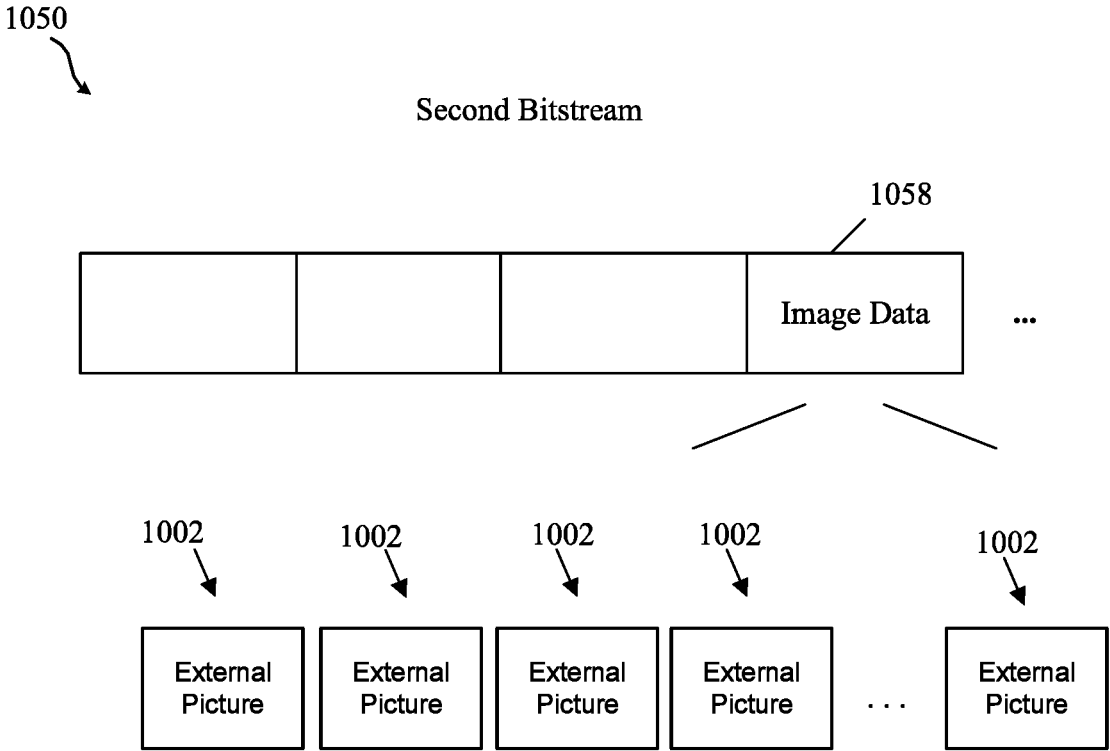 1050
Second Bitstream
1058
Image Data
...
1002
1002
1002
1002
1002
External
Picture
External
Picture
External
Picture
External
Picture
. . .
External
Picture